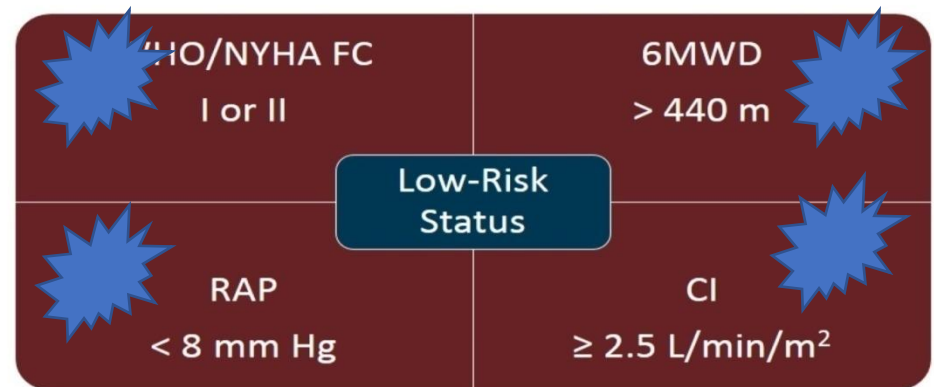 /HO/NYHA FC
I or II
6MWD
> 440 m
Low-Risk
Status
RAP
< 8 mm Hg
CI
≥ 2.5 L/min/m²